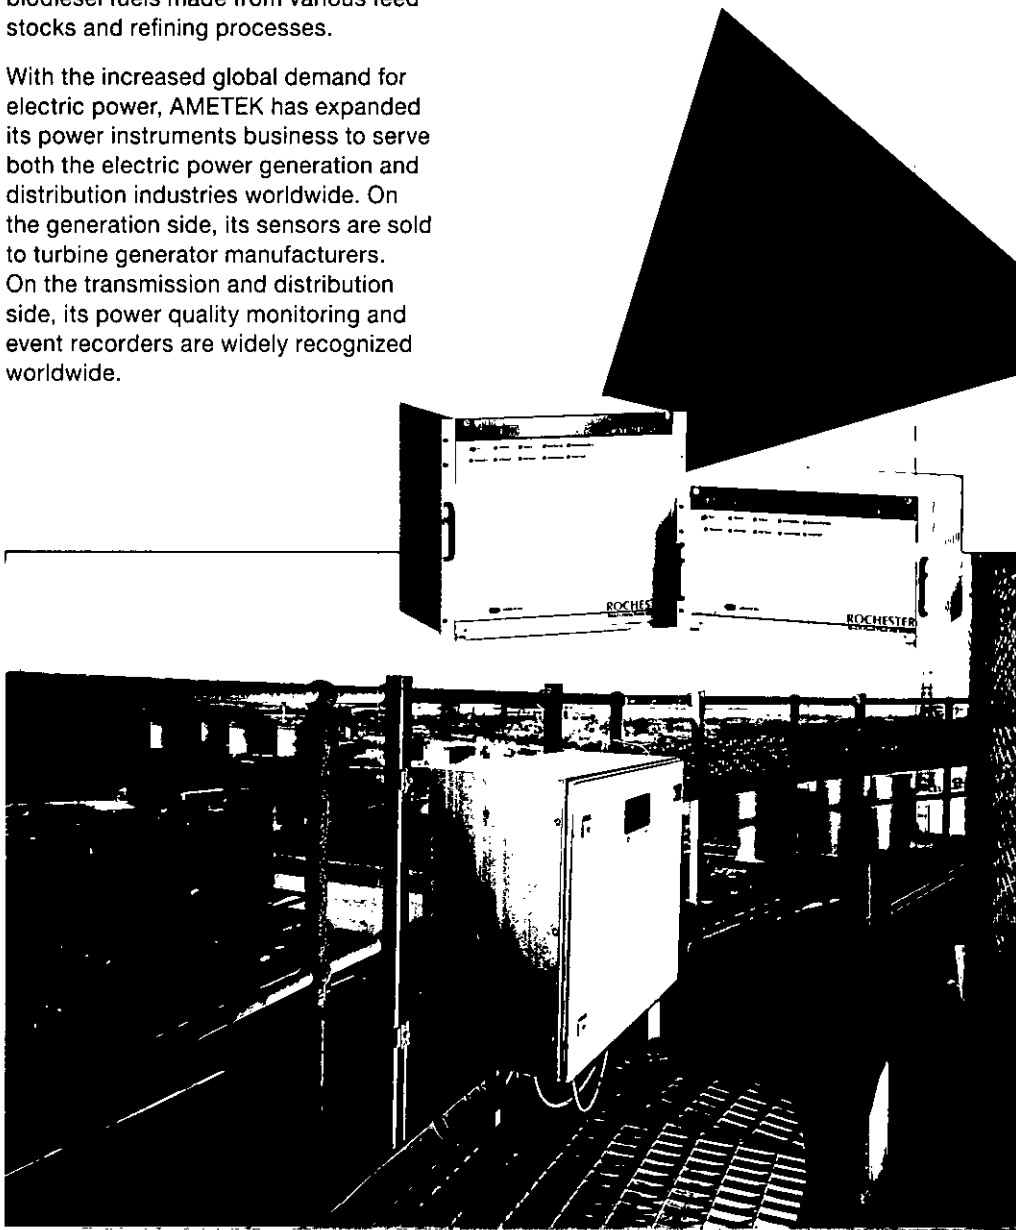 biodiesel fuels made from various feed
stocks and refining processes.
With the increased global demand for
electric power, AMETEK has expanded
its power instruments business to serve
both the electric power generation and
distribution industries worldwide. On
the generation side, its sensors are sold
to turbine generator manufacturers.
On the transmission and distribution
side, its power quality monitoring and
event recorders are widely recognized
worldwide.
ROCHESTER